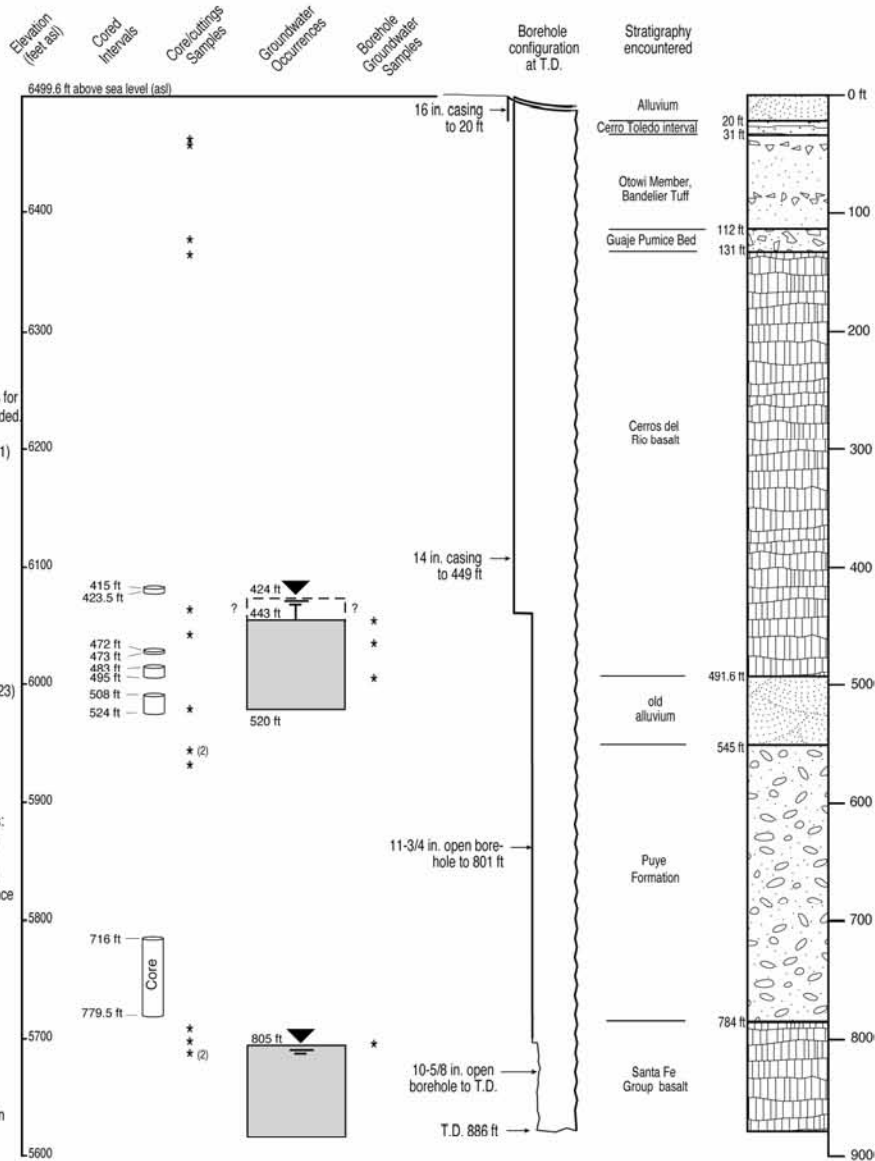 Elevation
(feet asl)
Cored
Intervals
Core/cuttings
Samples
Groundwater
Occurrences
Borehole
Groundwater
Samples
Borehole
configuration
at T.D.
Stratigraphy
encountered
6499.6 ft above sea level (asl)
6400
6300
for
ded.
6200
1)
6100
6000
23)
5900
:
5800
ce
5700
n
5600
415 ft
423.5 ft
472 ft
473 ft
483 ft
495 ft
508 ft
524 ft
716 ft
Core
779.5 ft
*
*
*
*
*
*
*
* (2)
*
*
*
* (2)
424 ft
? 443 ft ?
520 ft
805 ft
*
*
*
*
16 in. casing
to 20 ft
14 in. casing
to 449 ft
11-3/4 in. open bore-
hole to 801 ft
10-5/8 in. open
borehole to T.D.
T.D. 886 ft
Alluvium
20 ft
Cerro Toledo interval
31 ft
Otowi Member,
Bandelier Tuff
112 ft
Guaje Pumice Bed
131 ft
Cerros del
Rio basalt
491.6 ft
old
alluvium
545 ft
Puye
Formation
784 ft
Santa Fe
Group basalt
0 ft
100
200
300
400
5000
600
700
8000
9000